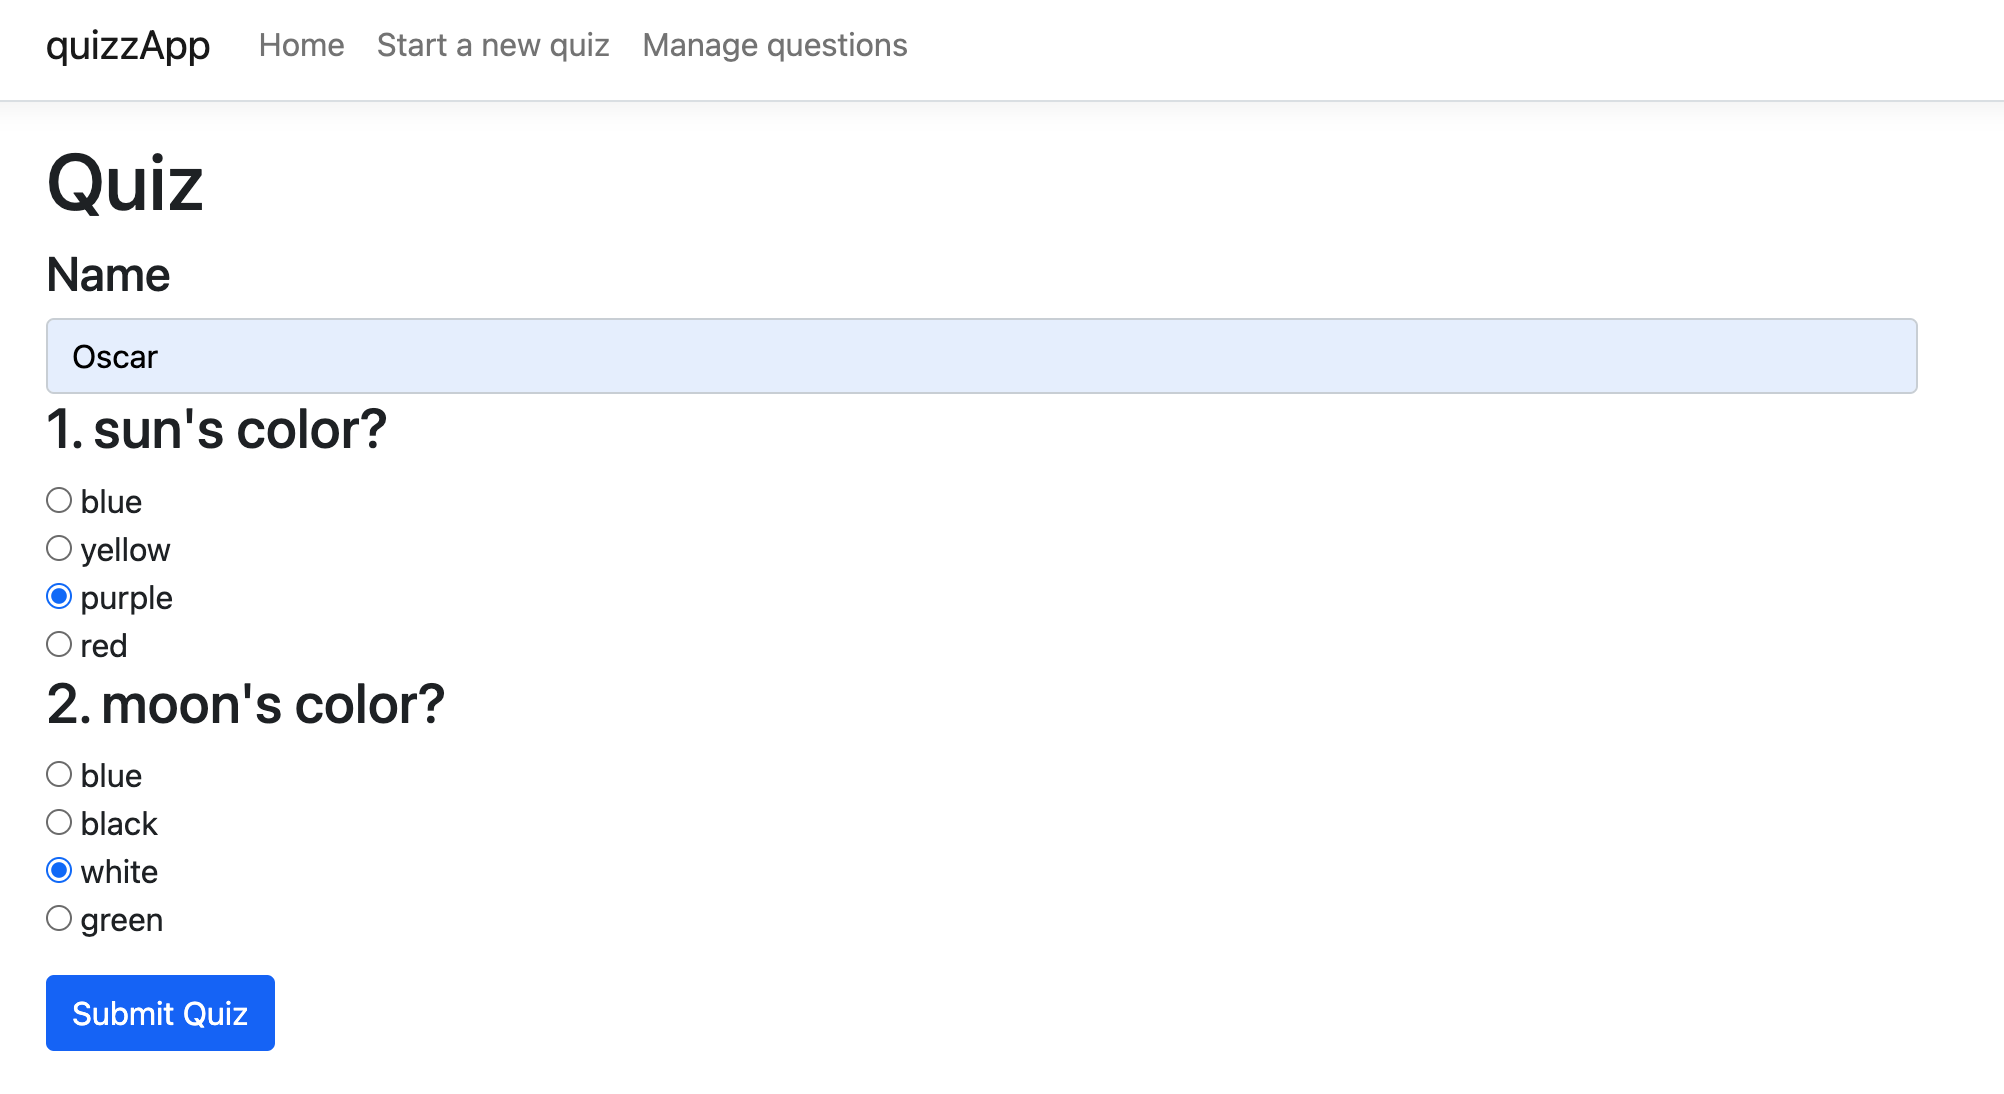 quizzApp Home Start a new quiz Manage questions
Quiz
Name
Oscar
1. sun's color?
blue
yellow
purple
red
2. moon's color?
blue
black
white
green
Submit Quiz